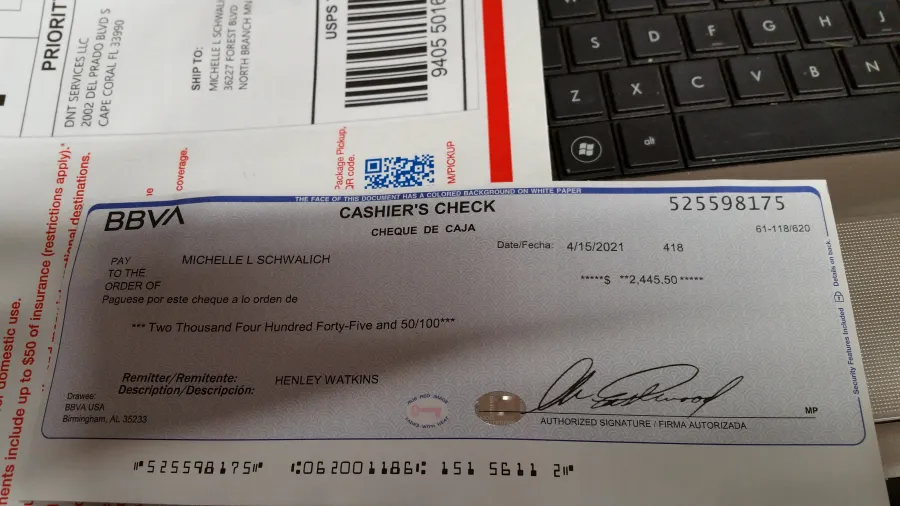 PRIORIT
DNT SERVICES LLC
2002 DEL PRADO BLVD S
CAPE CORAL FL 33990
SHIP TO:
MICHELLE L SCHWALI
36227 FOREST BLVD
NORTH BRANCH MN
USPS T
9405 5016
S D F G H J
Z X C V B N
alt
coverage.
Package Pickup,
QR code.
M/PICKUP
domestic use.
nents include up to $50 of insurance (restrictions apply).*
national destinations.
THE FACE OF THIS DOCUMENT HAS A COLORED BACKGROUND ON WHITE PAPER
BBVA
CASHIER'S CHECK
525598175
CHEQUE DE CAJA
61-118/620
Date/Fecha: 4/15/2021 418
PAY MICHELLE L SCHWALICH
TO THE
ORDER OF
*****$ **2,445.50 *****
Paguese por este cheque a lo orden de
*** Two Thousand Four Hundred Forty-Five and 50/100***
Remitter/Remitente: HENLEY WATKINS
Description/Descripción:
Drawee:
BBVA USA
Birmingham, AL 35233
MP
AUTHORIZED SIGNATURE / FIRMA AUTORIZADA
Security Features Included Details on back
⑈525598175⑈ ⑆062001186⑆ 151 5611 2⑈